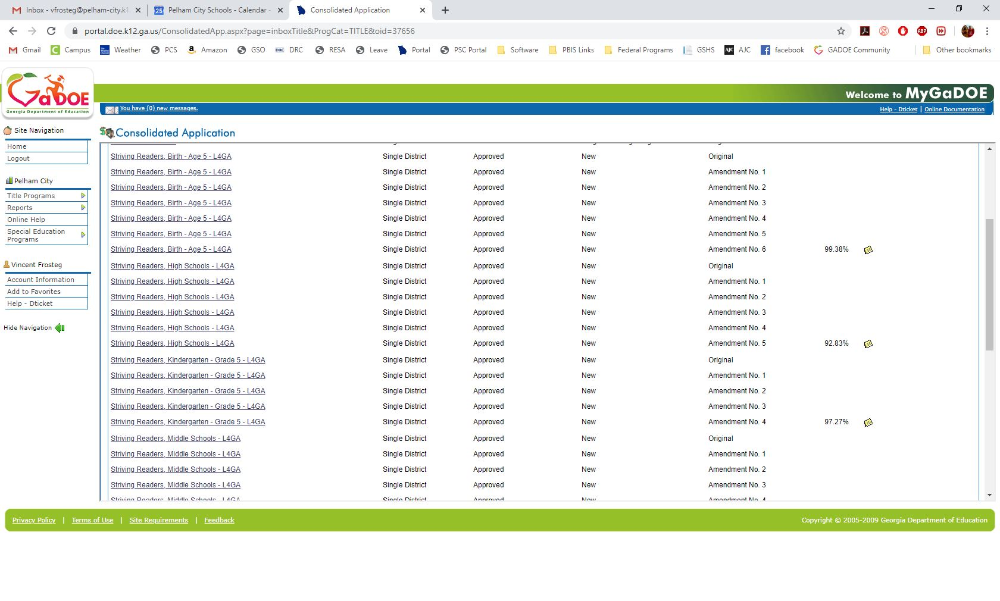 Inbox - vfrosteg@pelham-city.k1
Pelham City Schools - Calendar -
Consolidated Application
portal.doe.k12.ga.us/ConsolidatedApp.aspx?page=inboxTitle&ProgCat=TITLE&oid=37656
ABP
Gmail Campus Weather PCS Amazon GSO DRC DRC RESA Leave Portal PSC Portal Software PBIS Links Federal Programs GSHS AJC AJC facebook GADOE Community Other bookmarks
GaDOE
Georgia Department of Education
Welcome to MyGaDOE
You have (0) new messages.
Help - Dticket | Online Documentation
Site Navigation
Home
Logout
Pelham City
Title Programs
Reports
Online Help
Special Education
Programs
Vincent Frosteg
Account Information
Add to Favorites
Help - Dticket
Hide Navigation
Consolidated Application
Striving Readers, Birth - Age 5 - L4GA Single District Approved New Original
Striving Readers, Birth - Age 5 - L4GA Single District Approved New Amendment No. 1
Striving Readers, Birth - Age 5 - L4GA Single District Approved New Amendment No. 2
Striving Readers, Birth - Age 5 - L4GA Single District Approved New Amendment No. 3
Striving Readers, Birth - Age 5 - L4GA Single District Approved New Amendment No. 4
Striving Readers, Birth - Age 5 - L4GA Single District Approved New Amendment No. 5
Striving Readers, Birth - Age 5 - L4GA Single District Approved New Amendment No. 6 99.38%
Striving Readers, High Schools - L4GA Single District Approved New Original
Striving Readers, High Schools - L4GA Single District Approved New Amendment No. 1
Striving Readers, High Schools - L4GA Single District Approved New Amendment No. 2
Striving Readers, High Schools - L4GA Single District Approved New Amendment No. 3
Striving Readers, High Schools - L4GA Single District Approved New Amendment No. 4
Striving Readers, High Schools - L4GA Single District Approved New Amendment No. 5 92.83%
Striving Readers, Kindergarten - Grade 5 - L4GA Single District Approved New Original
Striving Readers, Kindergarten - Grade 5 - L4GA Single District Approved New Amendment No. 1
Striving Readers, Kindergarten - Grade 5 - L4GA Single District Approved New Amendment No. 2
Striving Readers, Kindergarten - Grade 5 - L4GA Single District Approved New Amendment No. 3
Striving Readers, Kindergarten - Grade 5 - L4GA Single District Approved New Amendment No. 4 97.27%
Striving Readers, Middle Schools - L4GA Single District Approved New Original
Striving Readers, Middle Schools - L4GA Single District Approved New Amendment No. 1
Striving Readers, Middle Schools - L4GA Single District Approved New Amendment No. 2
Striving Readers, Middle Schools - L4GA Single District Approved New Amendment No. 3
Striving Readers, Middle Schools - L4GA Single District Approved New Amendment No. 4
Privacy Policy | Terms of Use | Site Requirements | Feedback
Copyright © 2005-2009 Georgia Department of Education